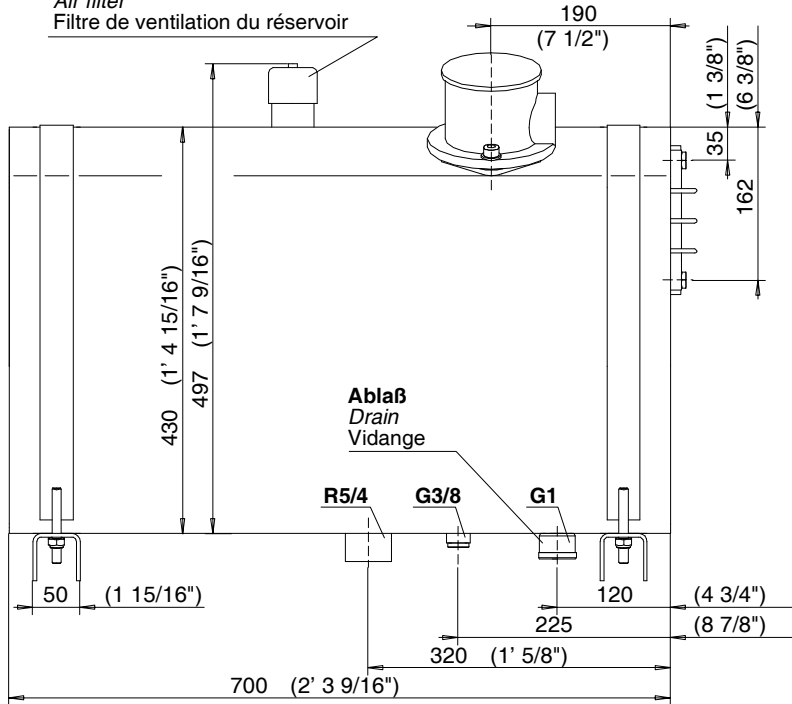 Air filter
Filtre de ventilation du réservoir
190
(7 1/2")
(1 3/8")
(6 3/8")
35
162
430 (1' 4 15/16")
497 (1' 7 9/16")
Ablaß
Drain
Vidange
R5/4
G3/8
G1
50 (1 15/16")
120 (4 3/4")
225 (8 7/8")
320 (1' 5/8")
700 (2' 3 9/16")